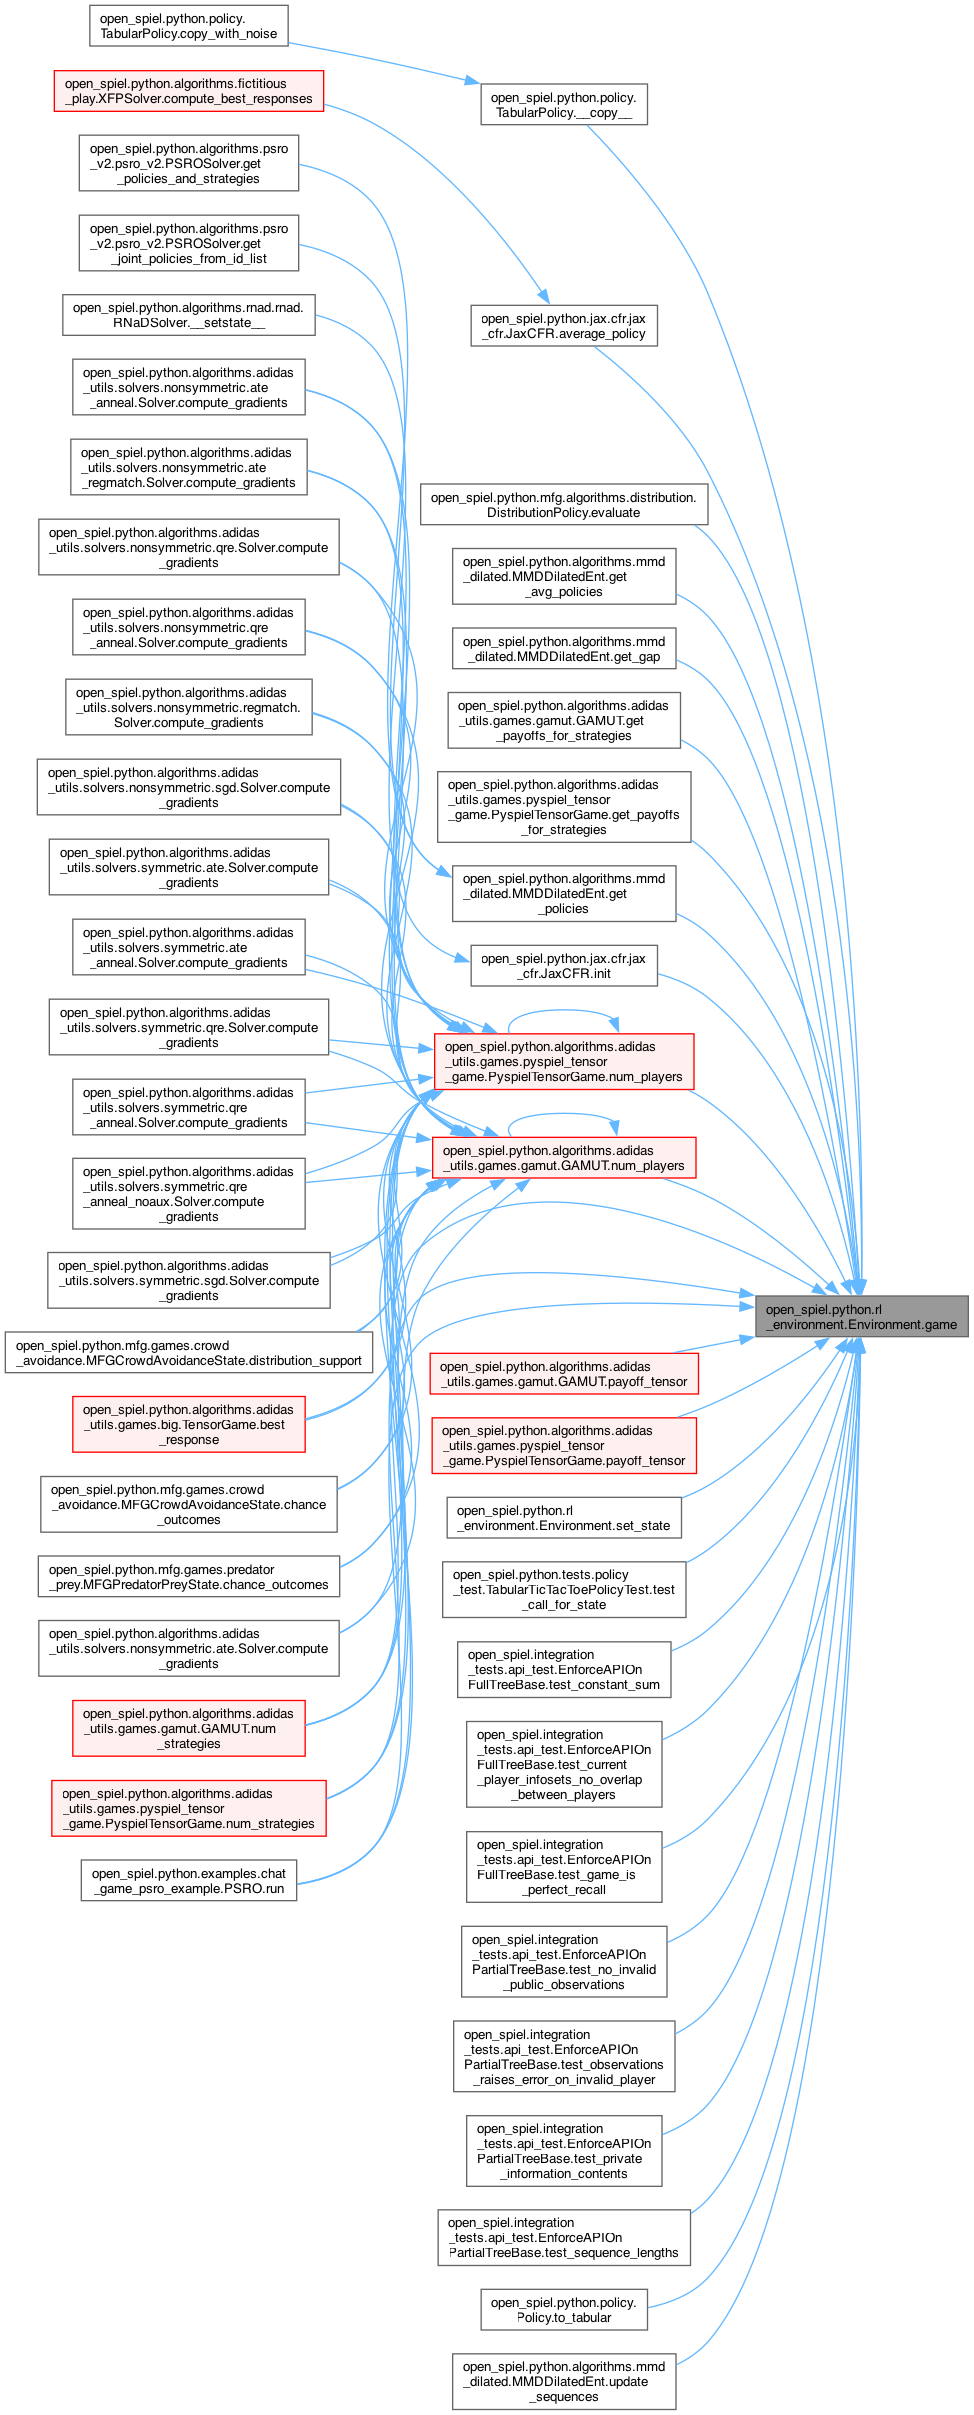 open_spiel.python.policy.
TabularPolicy.copy_with_noise
open_spiel.python.algorithms.fictitious
_play.XFPSolver.compute_best_responses
open_spiel.python.algorithms.psro
_v2.psro_v2.PSROSolver.get
_policies_and_strategies
open_spiel.python.algorithms.psro
_v2.psro_v2.PSROSolver.get
_joint_policies_from_id_list
open_spiel.python.algorithms.rnad.rnad.
RNaDSolver.__setstate__
open_spiel.python.algorithms.adidas
_utils.solvers.nonsymmetric.ate
_anneal.Solver.compute_gradients
open_spiel.python.algorithms.adidas
_utils.solvers.nonsymmetric.ate
_regmatch.Solver.compute_gradients
open_spiel.python.algorithms.adidas
_utils.solvers.nonsymmetric.qre.Solver.compute
_gradients
open_spiel.python.algorithms.adidas
_utils.solvers.nonsymmetric.qre
_anneal.Solver.compute_gradients
open_spiel.python.algorithms.adidas
_utils.solvers.nonsymmetric.regmatch.
Solver.compute_gradients
open_spiel.python.algorithms.adidas
_utils.solvers.nonsymmetric.sgd.Solver.compute
_gradients
open_spiel.python.algorithms.adidas
_utils.solvers.symmetric.ate.Solver.compute
_gradients
open_spiel.python.algorithms.adidas
_utils.solvers.symmetric.ate
_anneal.Solver.compute_gradients
open_spiel.python.algorithms.adidas
_utils.solvers.symmetric.qre.Solver.compute
_gradients
open_spiel.python.algorithms.adidas
_utils.solvers.symmetric.qre
_anneal.Solver.compute_gradients
open_spiel.python.algorithms.adidas
_utils.solvers.symmetric.qre
_anneal_noaux.Solver.compute
_gradients
open_spiel.python.algorithms.adidas
_utils.solvers.symmetric.sgd.Solver.compute
_gradients
open_spiel.python.mfg.games.crowd
_avoidance.MFGCrowdAvoidanceState.distribution_support
open_spiel.python.algorithms.adidas
_utils.games.big.TensorGame.best
_response
open_spiel.python.mfg.games.crowd
_avoidance.MFGCrowdAvoidanceState.chance
_outcomes
open_spiel.python.mfg.games.predator
_prey.MFGPredatorPreyState.chance_outcomes
open_spiel.python.algorithms.adidas
_utils.solvers.nonsymmetric.ate.Solver.compute
_gradients
open_spiel.python.algorithms.adidas
_utils.games.gamut.GAMUT.num
_strategies
open_spiel.python.algorithms.adidas
_utils.games.pyspiel_tensor
_game.PyspielTensorGame.num_strategies
open_spiel.python.examples.chat
_game_psro_example.PSRO.run
open_spiel.python.policy.
TabularPolicy.__copy__
open_spiel.python.jax.cfr.jax
_cfr.JaxCFR.average_policy
open_spiel.python.mfg.algorithms.distribution.
DistributionPolicy.evaluate
open_spiel.python.algorithms.mmd
_dilated.MMDDilatedEnt.get
_avg_policies
open_spiel.python.algorithms.mmd
_dilated.MMDDilatedEnt.get_gap
open_spiel.python.algorithms.adidas
_utils.games.gamut.GAMUT.get
_payoffs_for_strategies
open_spiel.python.algorithms.adidas
_utils.games.pyspiel_tensor
_game.PyspielTensorGame.get_payoffs
_for_strategies
open_spiel.python.algorithms.mmd
_dilated.MMDDilatedEnt.get
_policies
open_spiel.python.jax.cfr.jax
_cfr.JaxCFR.init
open_spiel.python.algorithms.adidas
_utils.games.pyspiel_tensor
_game.PyspielTensorGame.num_players
open_spiel.python.algorithms.adidas
_utils.games.gamut.GAMUT.num_players
open_spiel.python.algorithms.adidas
_utils.games.gamut.GAMUT.payoff_tensor
open_spiel.python.algorithms.adidas
_utils.games.pyspiel_tensor
_game.PyspielTensorGame.payoff_tensor
open_spiel.python.rl
_environment.Environment.set_state
open_spiel.python.tests.policy
_test.TabularTicTacToePolicyTest.test
_call_for_state
open_spiel.integration
_tests.api_test.EnforceAPIOn
FullTreeBase.test_constant_sum
open_spiel.integration
_tests.api_test.EnforceAPIOn
FullTreeBase.test_current
_player_infosets_no_overlap
_between_players
open_spiel.integration
_tests.api_test.EnforceAPIOn
FullTreeBase.test_game_is
_perfect_recall
open_spiel.integration
_tests.api_test.EnforceAPIOn
PartialTreeBase.test_no_invalid
_public_observations
open_spiel.integration
_tests.api_test.EnforceAPIOn
PartialTreeBase.test_observations
_raises_error_on_invalid_player
open_spiel.integration
_tests.api_test.EnforceAPIOn
PartialTreeBase.test_private
_information_contents
open_spiel.integration
_tests.api_test.EnforceAPIOn
PartialTreeBase.test_sequence_lengths
open_spiel.python.policy.
Policy.to_tabular
open_spiel.python.algorithms.mmd
_dilated.MMDDilatedEnt.update
_sequences
open_spiel.python.rl
_environment.Environment.game